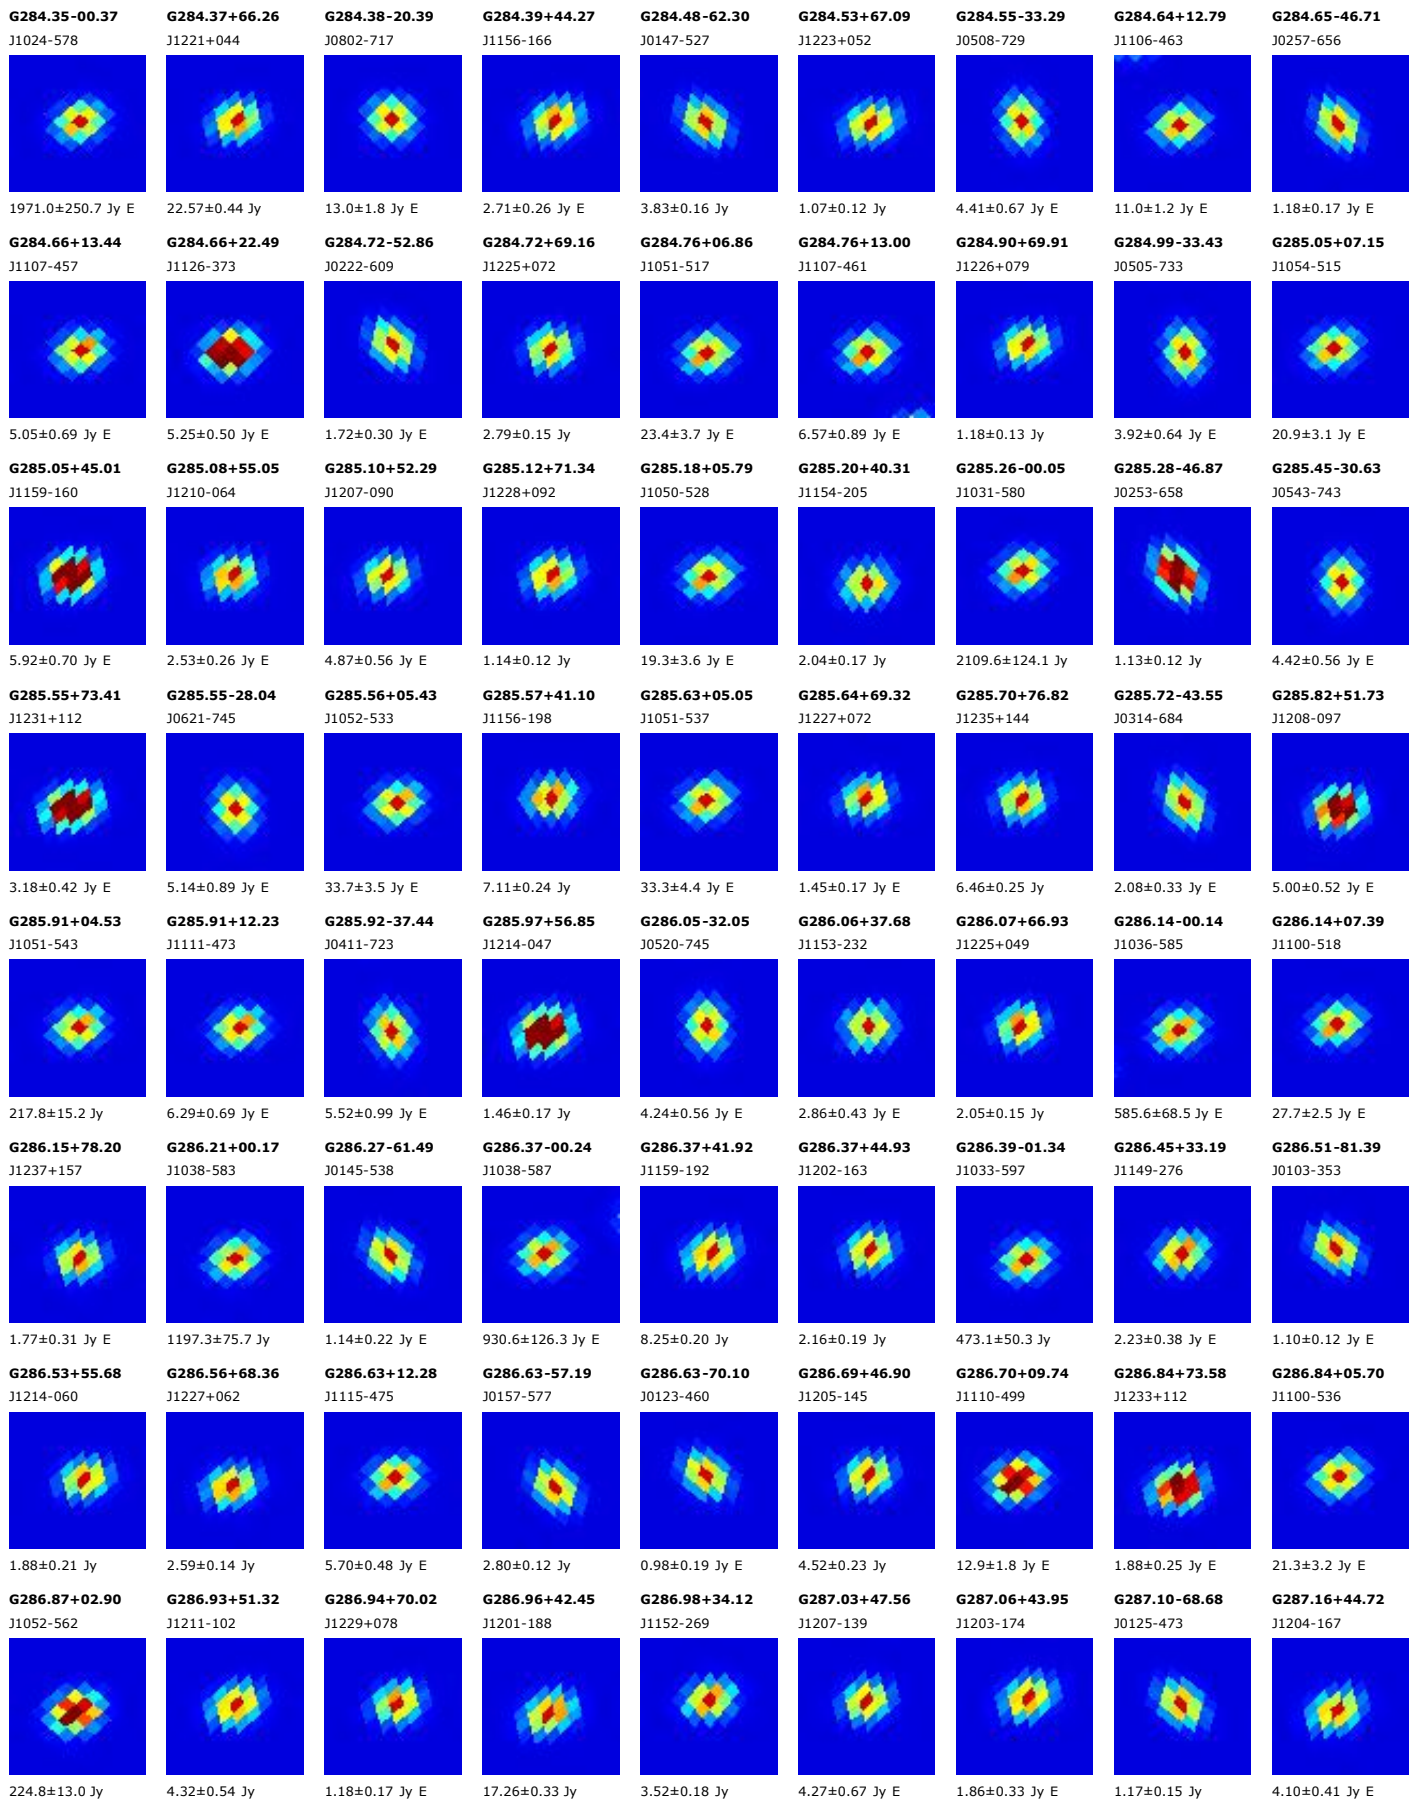 G284.35-00.37 G284.37+66.26 G284.38-20.39 G284.39+44.27 G284.48-62.30 G284.53+67.09 G284.55-33.29 G284.64+12.79 G284.65-46.71
J1024-578 J1221+044 J0802-717 J1156-166 J0147-527 J1223+052 J0508-729 J1106-463 J0257-656
1971.0±250.7 Jy E 22.57±0.44 Jy 13.0±1.8 Jy E 2.71±0.26 Jy E 3.83±0.16 Jy 1.07±0.12 Jy 4.41±0.67 Jy E 11.0±1.2 Jy E 1.18±0.17 Jy E
G284.66+13.44 G284.66+22.49 G284.72-52.86 G284.72+69.16 G284.76+06.86 G284.76+13.00 G284.90+69.91 G284.99-33.43 G285.05+07.15
J1107-457 J1126-373 J0222-609 J1225+072 J1051-517 J1107-461 J1226+079 J0505-733 J1054-515
5.05±0.69 Jy E 5.25±0.50 Jy E 1.72±0.30 Jy E 2.79±0.15 Jy 23.4±3.7 Jy E 6.57±0.89 Jy E 1.18±0.13 Jy 3.92±0.64 Jy E 20.9±3.1 Jy E
G285.05+45.01 G285.08+55.05 G285.10+52.29 G285.12+71.34 G285.18+05.79 G285.20+40.31 G285.26-00.05 G285.28-46.87 G285.45-30.63
J1159-160 J1210-064 J1207-090 J1228+092 J1050-528 J1154-205 J1031-580 J0253-658 J0543-743
5.92±0.70 Jy E 2.53±0.26 Jy E 4.87±0.56 Jy E 1.14±0.12 Jy 19.3±3.6 Jy E 2.04±0.17 Jy 2109.6±124.1 Jy 1.13±0.12 Jy 4.42±0.56 Jy E
G285.55+73.41 G285.55-28.04 G285.56+05.43 G285.57+41.10 G285.63+05.05 G285.64+69.32 G285.70+76.82 G285.72-43.55 G285.82+51.73
J1231+112 J0621-745 J1052-533 J1156-198 J1051-537 J1227+072 J1235+144 J0314-684 J1208-097
3.18±0.42 Jy E 5.14±0.89 Jy E 33.7±3.5 Jy E 7.11±0.24 Jy 33.3±4.4 Jy E 1.45±0.17 Jy E 6.46±0.25 Jy 2.08±0.33 Jy E 5.00±0.52 Jy E
G285.91+04.53 G285.91+12.23 G285.92-37.44 G285.97+56.85 G286.05-32.05 G286.06+37.68 G286.07+66.93 G286.14-00.14 G286.14+07.39
J1051-543 J1111-473 J0411-723 J1214-047 J0520-745 J1153-232 J1225+049 J1036-585 J1100-518
217.8±15.2 Jy 6.29±0.69 Jy E 5.52±0.99 Jy E 1.46±0.17 Jy 4.24±0.56 Jy E 2.86±0.43 Jy E 2.05±0.15 Jy 585.6±68.5 Jy E 27.7±2.5 Jy E
G286.15+78.20 G286.21+00.17 G286.27-61.49 G286.37-00.24 G286.37+41.92 G286.37+44.93 G286.39-01.34 G286.45+33.19 G286.51-81.39
J1237+157 J1038-583 J0145-538 J1038-587 J1159-192 J1202-163 J1033-597 J1149-276 J0103-353
1.77±0.31 Jy E 1197.3±75.7 Jy 1.14±0.22 Jy E 930.6±126.3 Jy E 8.25±0.20 Jy 2.16±0.19 Jy 473.1±50.3 Jy 2.23±0.38 Jy E 1.10±0.12 Jy E
G286.53+55.68 G286.56+68.36 G286.63+12.28 G286.63-57.19 G286.63-70.10 G286.69+46.90 G286.70+09.74 G286.84+73.58 G286.84+05.70
J1214-060 J1227+062 J1115-475 J0157-577 J0123-460 J1205-145 J1110-499 J1233+112 J1100-536
1.88±0.21 Jy 2.59±0.14 Jy 5.70±0.48 Jy E 2.80±0.12 Jy 0.98±0.19 Jy E 4.52±0.23 Jy 12.9±1.8 Jy E 1.88±0.25 Jy E 21.3±3.2 Jy E
G286.87+02.90 G286.93+51.32 G286.94+70.02 G286.96+42.45 G286.98+34.12 G287.03+47.56 G287.06+43.95 G287.10-68.68 G287.16+44.72
J1052-562 J1211-102 J1229+078 J1201-188 J1152-269 J1207-139 J1203-174 J0125-473 J1204-167
224.8±13.0 Jy 4.32±0.54 Jy 1.18±0.17 Jy E 17.26±0.33 Jy 3.52±0.18 Jy 4.27±0.67 Jy E 1.86±0.33 Jy E 1.17±0.15 Jy 4.10±0.41 Jy E